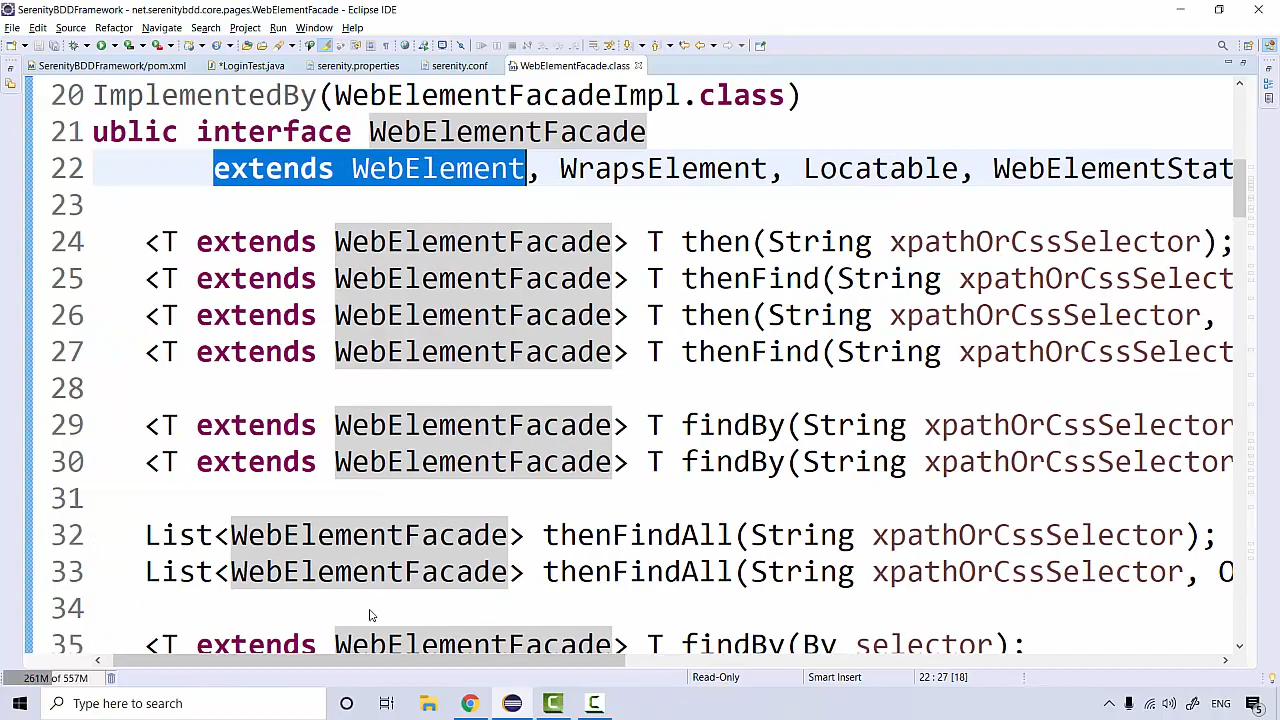 SerenityBDDFramework - net.serenitybdd.core.pages.WebElementFacade - Eclipse IDE
File Edit Source Refactor Navigate Search Project Run Window Help
SerenityBDDFramework/pom.xml *LoginTest.java serenity.properties serenity.conf WebElementFacade.class
20 ImplementedBy(WebElementFacadeImpl.class)
21 ublic interface WebElementFacade
22 extends WebElement, WrapsElement, Locatable, WebElementStat
23
24 <T extends WebElementFacade> T then(String xpathOrCssSelector);
25 <T extends WebElementFacade> T thenFind(String xpathOrCssSelect
26 <T extends WebElementFacade> T then(String xpathOrCssSelector,
27 <T extends WebElementFacade> T thenFind(String xpathOrCssSelect
28
29 <T extends WebElementFacade> T findBy(String xpathOrCssSelector
30 <T extends WebElementFacade> T findBy(String xpathOrCssSelector
31
32 List<WebElementFacade> thenFindAll(String xpathOrCssSelector);
33 List<WebElementFacade> thenFindAll(String xpathOrCssSelector, O
34
35 <T extends WebElementFacade> T findBy(By selector);
261M of 557M Read-Only Smart Insert 22 : 27 [18]
Type here to search ENG 5